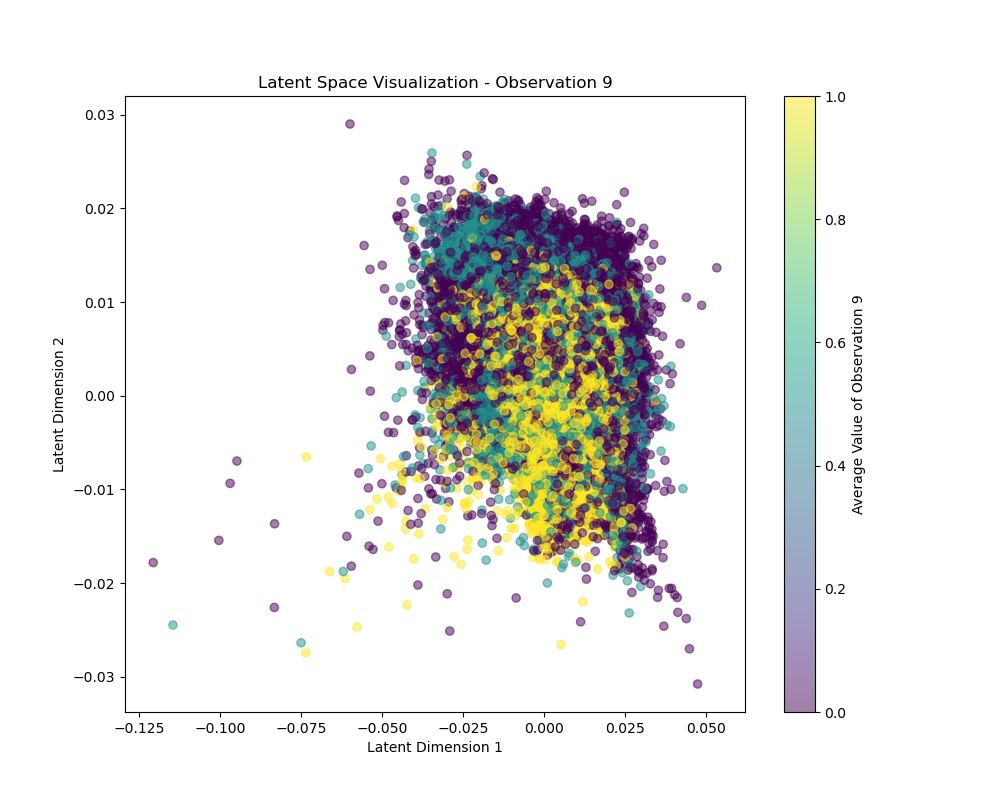 Latent Space Visualization - Observation 9
0.03
0.02
0.01
0.00
−0.01
−0.02
−0.03
Latent Dimension 2
−0.125 −0.100 −0.075 −0.050 −0.025 0.000 0.025 0.050
Latent Dimension 1
1.0
0.8
0.6
0.4
0.2
0.0
Average Value of Observation 9